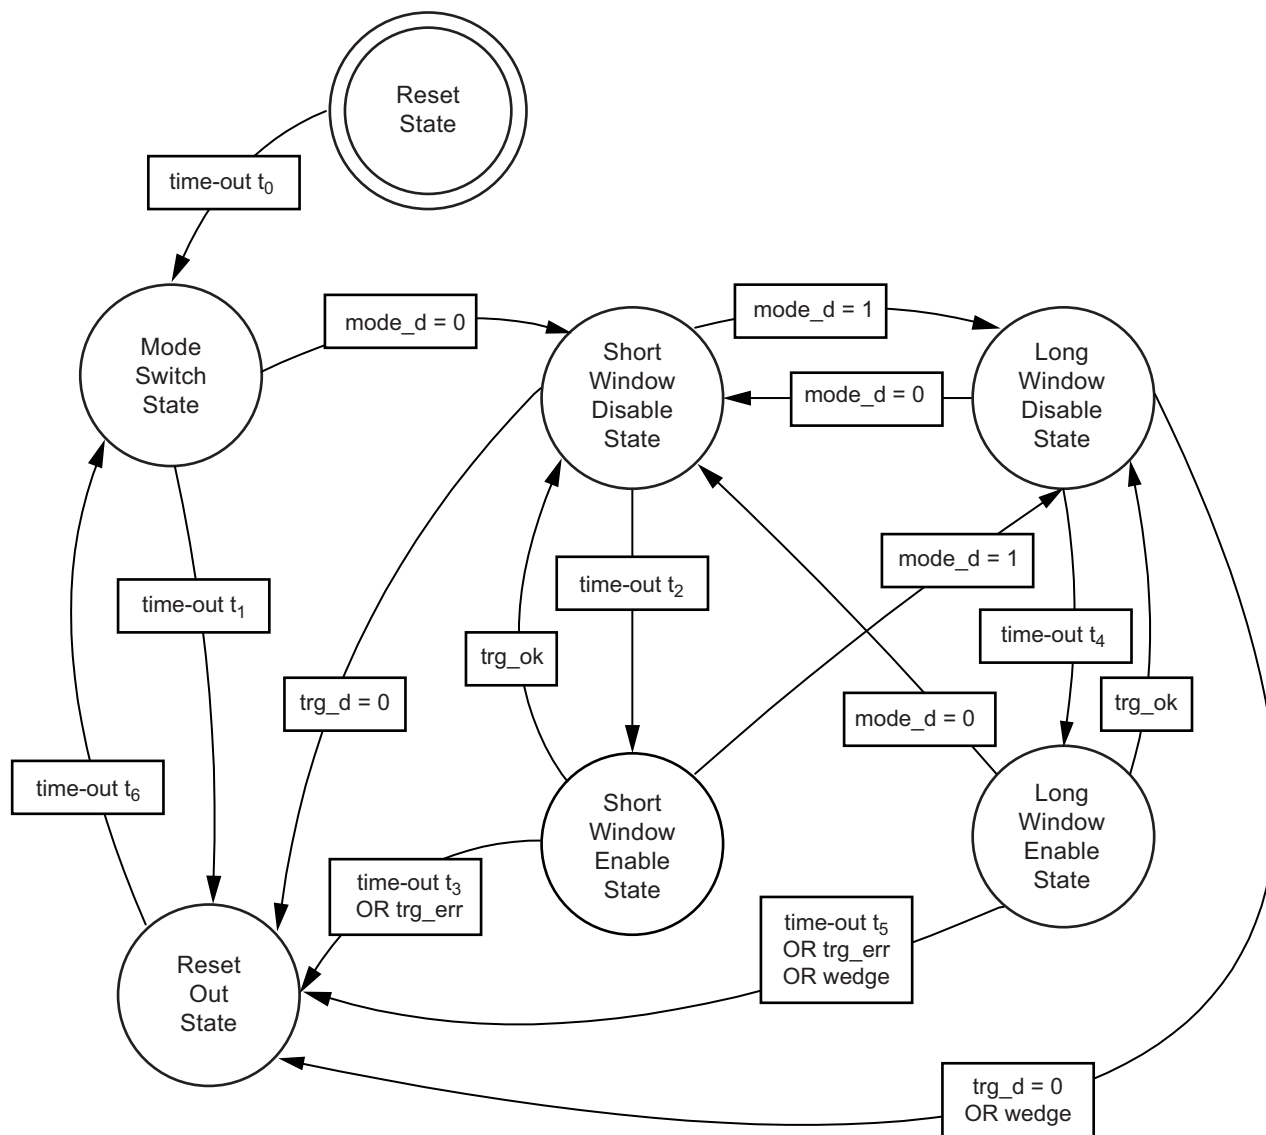 Reset
State
time-out t0
mode_d = 0
mode_d = 1
Mode
Switch
State
Short
Window
Disable
State
mode_d = 0
Long
Window
Disable
State
time-out t1
time-out t2
mode_d = 1
time-out t4
trg_ok
trg_d = 0
mode_d = 0
trg_ok
time-out t6
Short
Window
Enable
State
Long
Window
Enable
State
time-out t3
OR trg_err
time-out t5
OR trg_err
OR wedge
Reset
Out
State
trg_d = 0
OR wedge